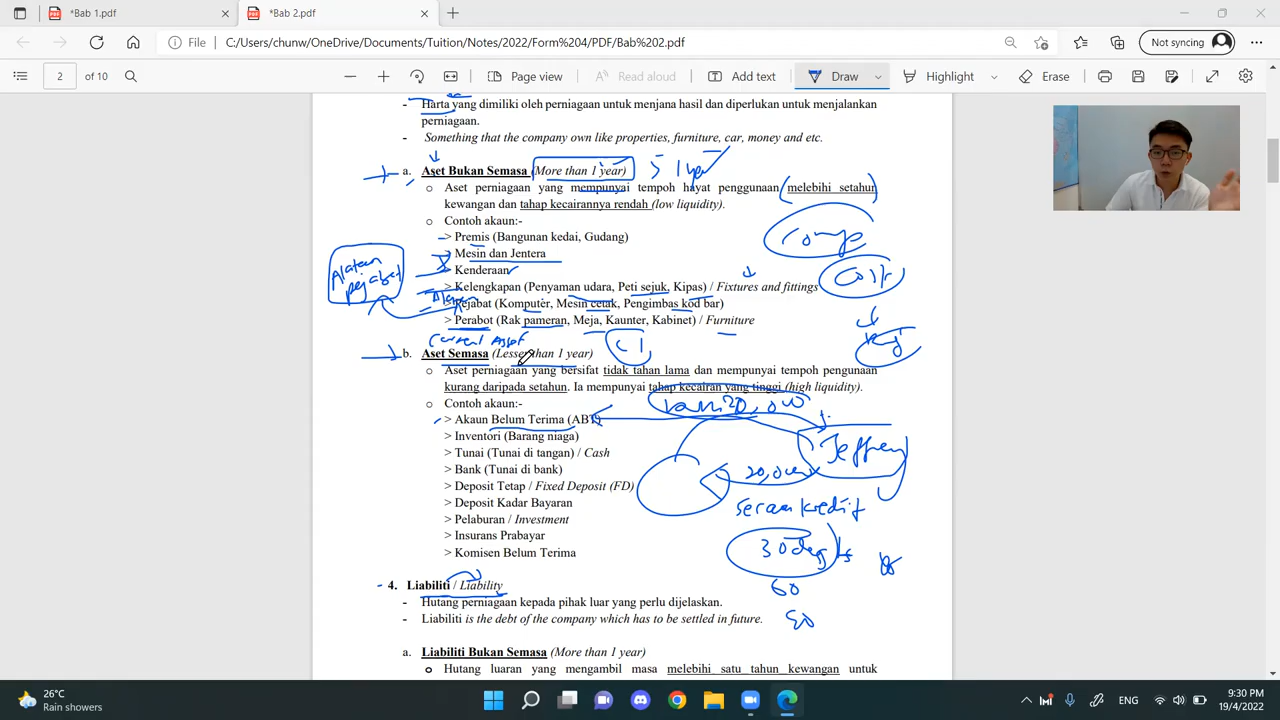 *Bab 1.pdf
*Bab 2.pdf
File
C:/Users/chunw/OneDrive/Documents/Tuition/Notes/2022/Form%204/PDF/Bab%202.pdf
Not syncing
2 of 10
Page view
Read aloud
Add text
Draw
Highlight
Erase
- Harta yang dimiliki oleh perniagaan untuk menjana hasil dan diperlukan untuk menjalankan
perniagaan.
- Something that the company own like properties, furniture, car, money and etc.
a. Aset Bukan Semasa (More than 1 year)
o Aset perniagaan yang mempunyai tempoh hayat penggunaan melebihi setahun
kewangan dan tahap kecairannya rendah (low liquidity).
o Contoh akaun:-
> Premis (Bangunan kedai, Gudang)
> Mesin dan Jentera
> Kenderaan
> Kelengkapan (Penyaman udara, Peti sejuk, Kipas) / Fixtures and fittings
Pejabat (Komputer, Mesin cetak, Pengimbas kod bar)
> Perabot (Rak pameran, Meja, Kaunter, Kabinet) / Furniture
Alatan
pejabat
Current Asset
b. Aset Semasa (Lesser than 1 year)
<1
o Aset perniagaan yang bersifat tidak tahan lama dan mempunyai tempoh pengunaan
kurang daripada setahun. Ia mempunyai tahap kecairan yang tinggi (high liquidity).
o Contoh akaun:-
> Akaun Belum Terima (ABT)
> Inventori (Barang niaga)
> Tunai (Tunai di tangan) / Cash
> Bank (Tunai di bank)
> Deposit Tetap / Fixed Deposit (FD)
> Deposit Kadar Bayaran
> Pelaburan / Investment
> Insurans Prabayar
> Komisen Belum Terima
Jeffrey
20,000
secara kredit
30 days
60
90
4. Liabiliti / Liability
- Hutang perniagaan kepada pihak luar yang perlu dijelaskan.
- Liabiliti is the debt of the company which has to be settled in future.
a. Liabiliti Bukan Semasa (More than 1 year)
o Hutang luaran yang mengambil masa melebihi satu tahun kewangan untuk
26°C
Rain showers
ENG
9:30 PM
19/4/2022